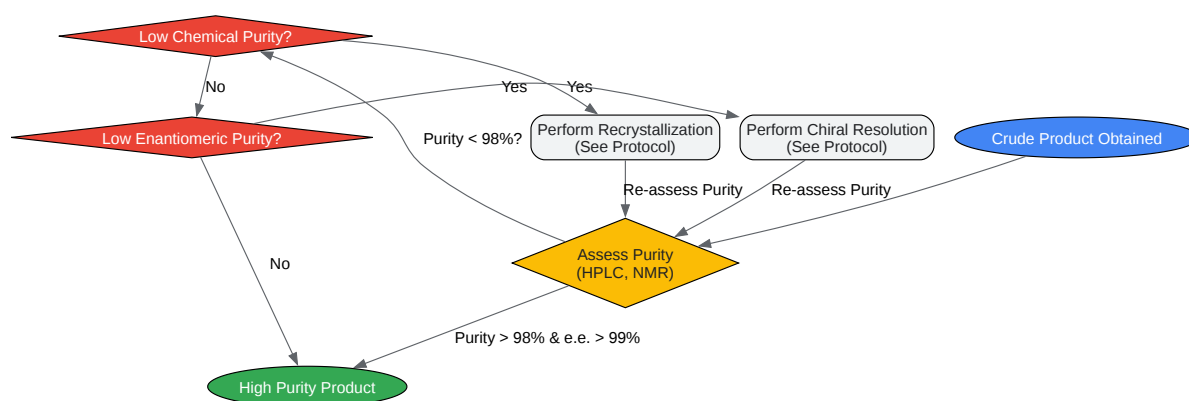 Low Chemical Purity?
No
Yes
Yes
Low Enantiomeric Purity?
Purity < 98%?
Perform Recrystallization
(See Protocol)
Perform Chiral Resolution
(See Protocol)
Crude Product Obtained
Re-assess Purity
Re-assess Purity
Assess Purity
(HPLC, NMR)
No
Purity > 98% & e.e. > 99%
High Purity Product